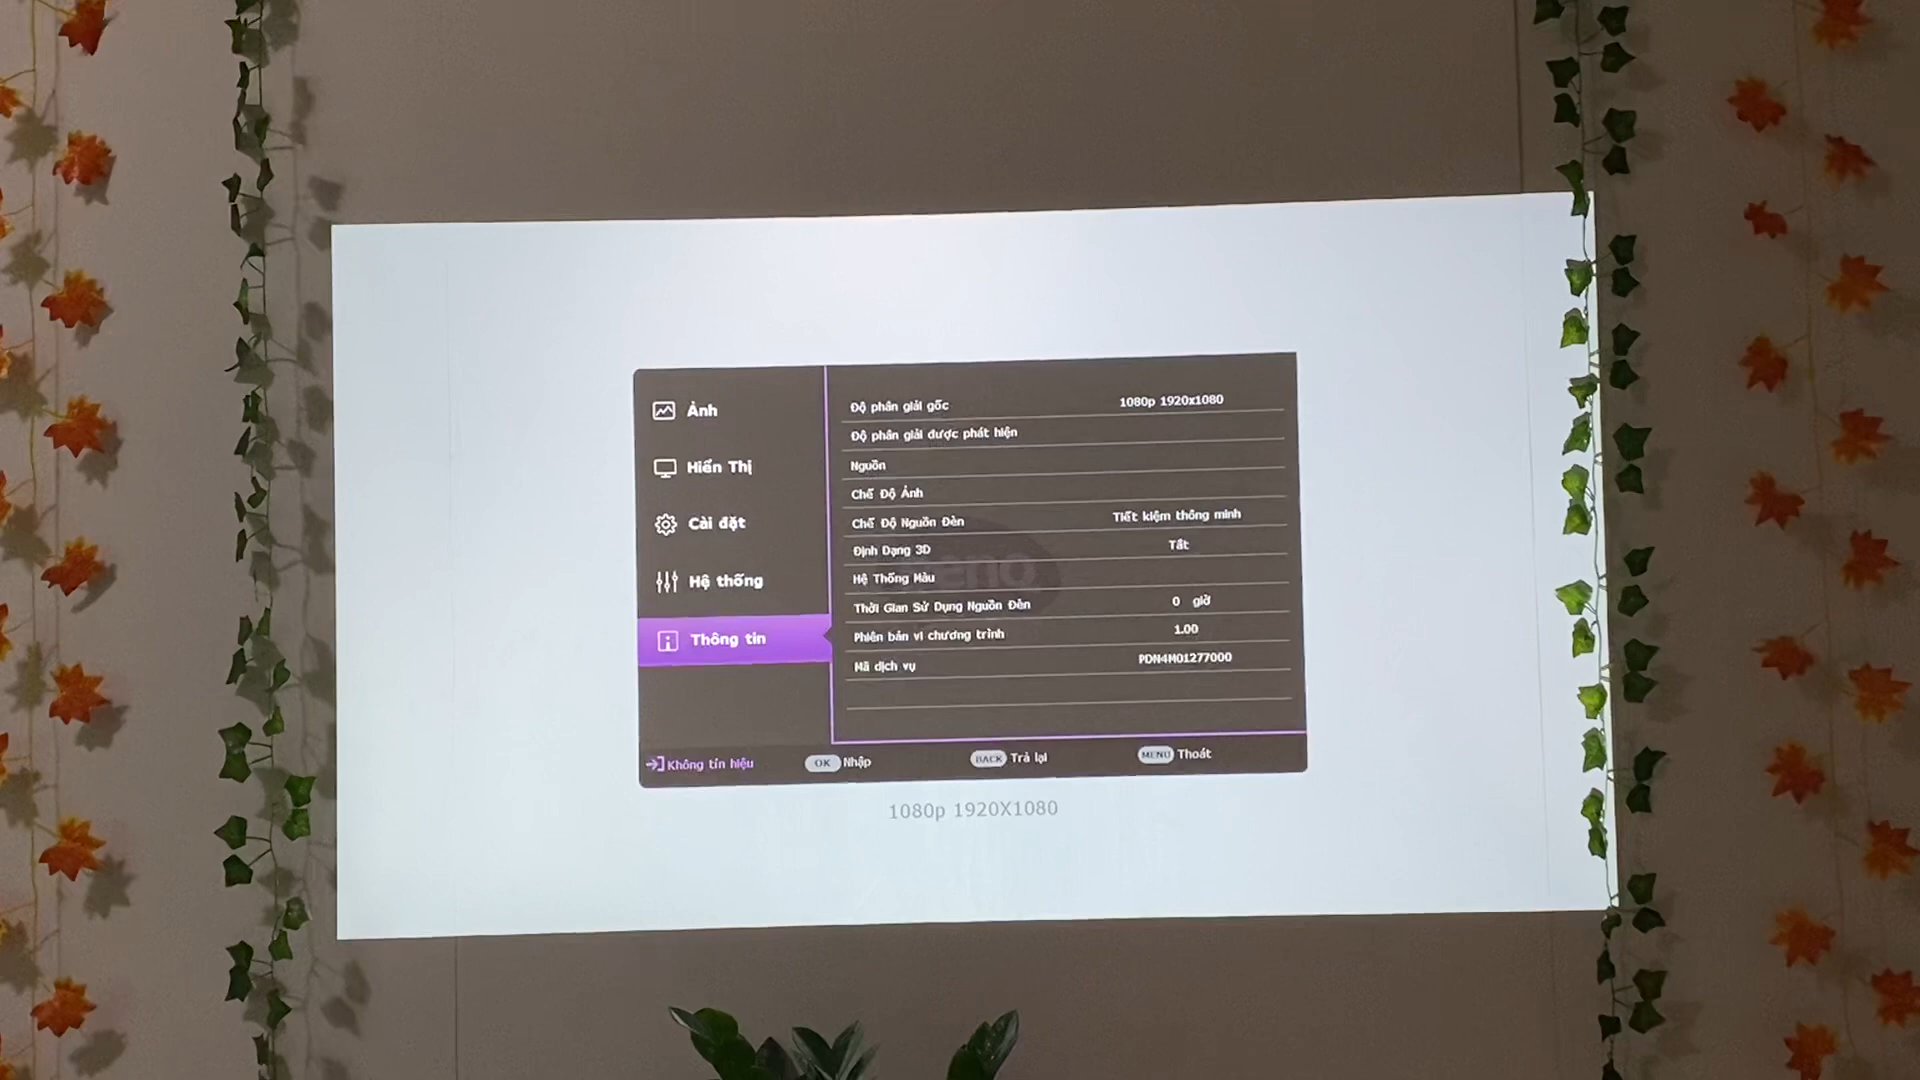 Ảnh
Hiển Thị
Cài đặt
Hệ thống
Thông tin
Độ phân giải gốc 1080p 1920x1080
Độ phân giải được phát hiện
Nguồn
Chế Độ Ảnh
Chế Độ Nguồn Đèn Tiết kiệm thông minh
Định Dạng 3D Tắt
Hệ Thống Màu
Thời Gian Sử Dụng Nguồn Đèn 0 giờ
Phiên bản vi chương trình 1.00
Mã dịch vụ PDN4M01277000
Không tín hiệu OK Nhập BACK Trả lại MENU Thoát
1080p 1920X1080